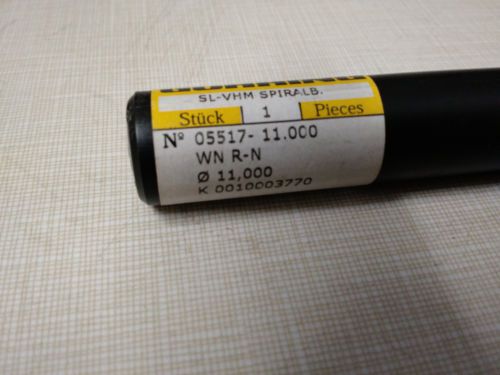 SL-VHM SPIRALB.
Stück 1 Pieces
Nº 05517- 11.000
WN R-N
Ø 11,000
K 0010003770